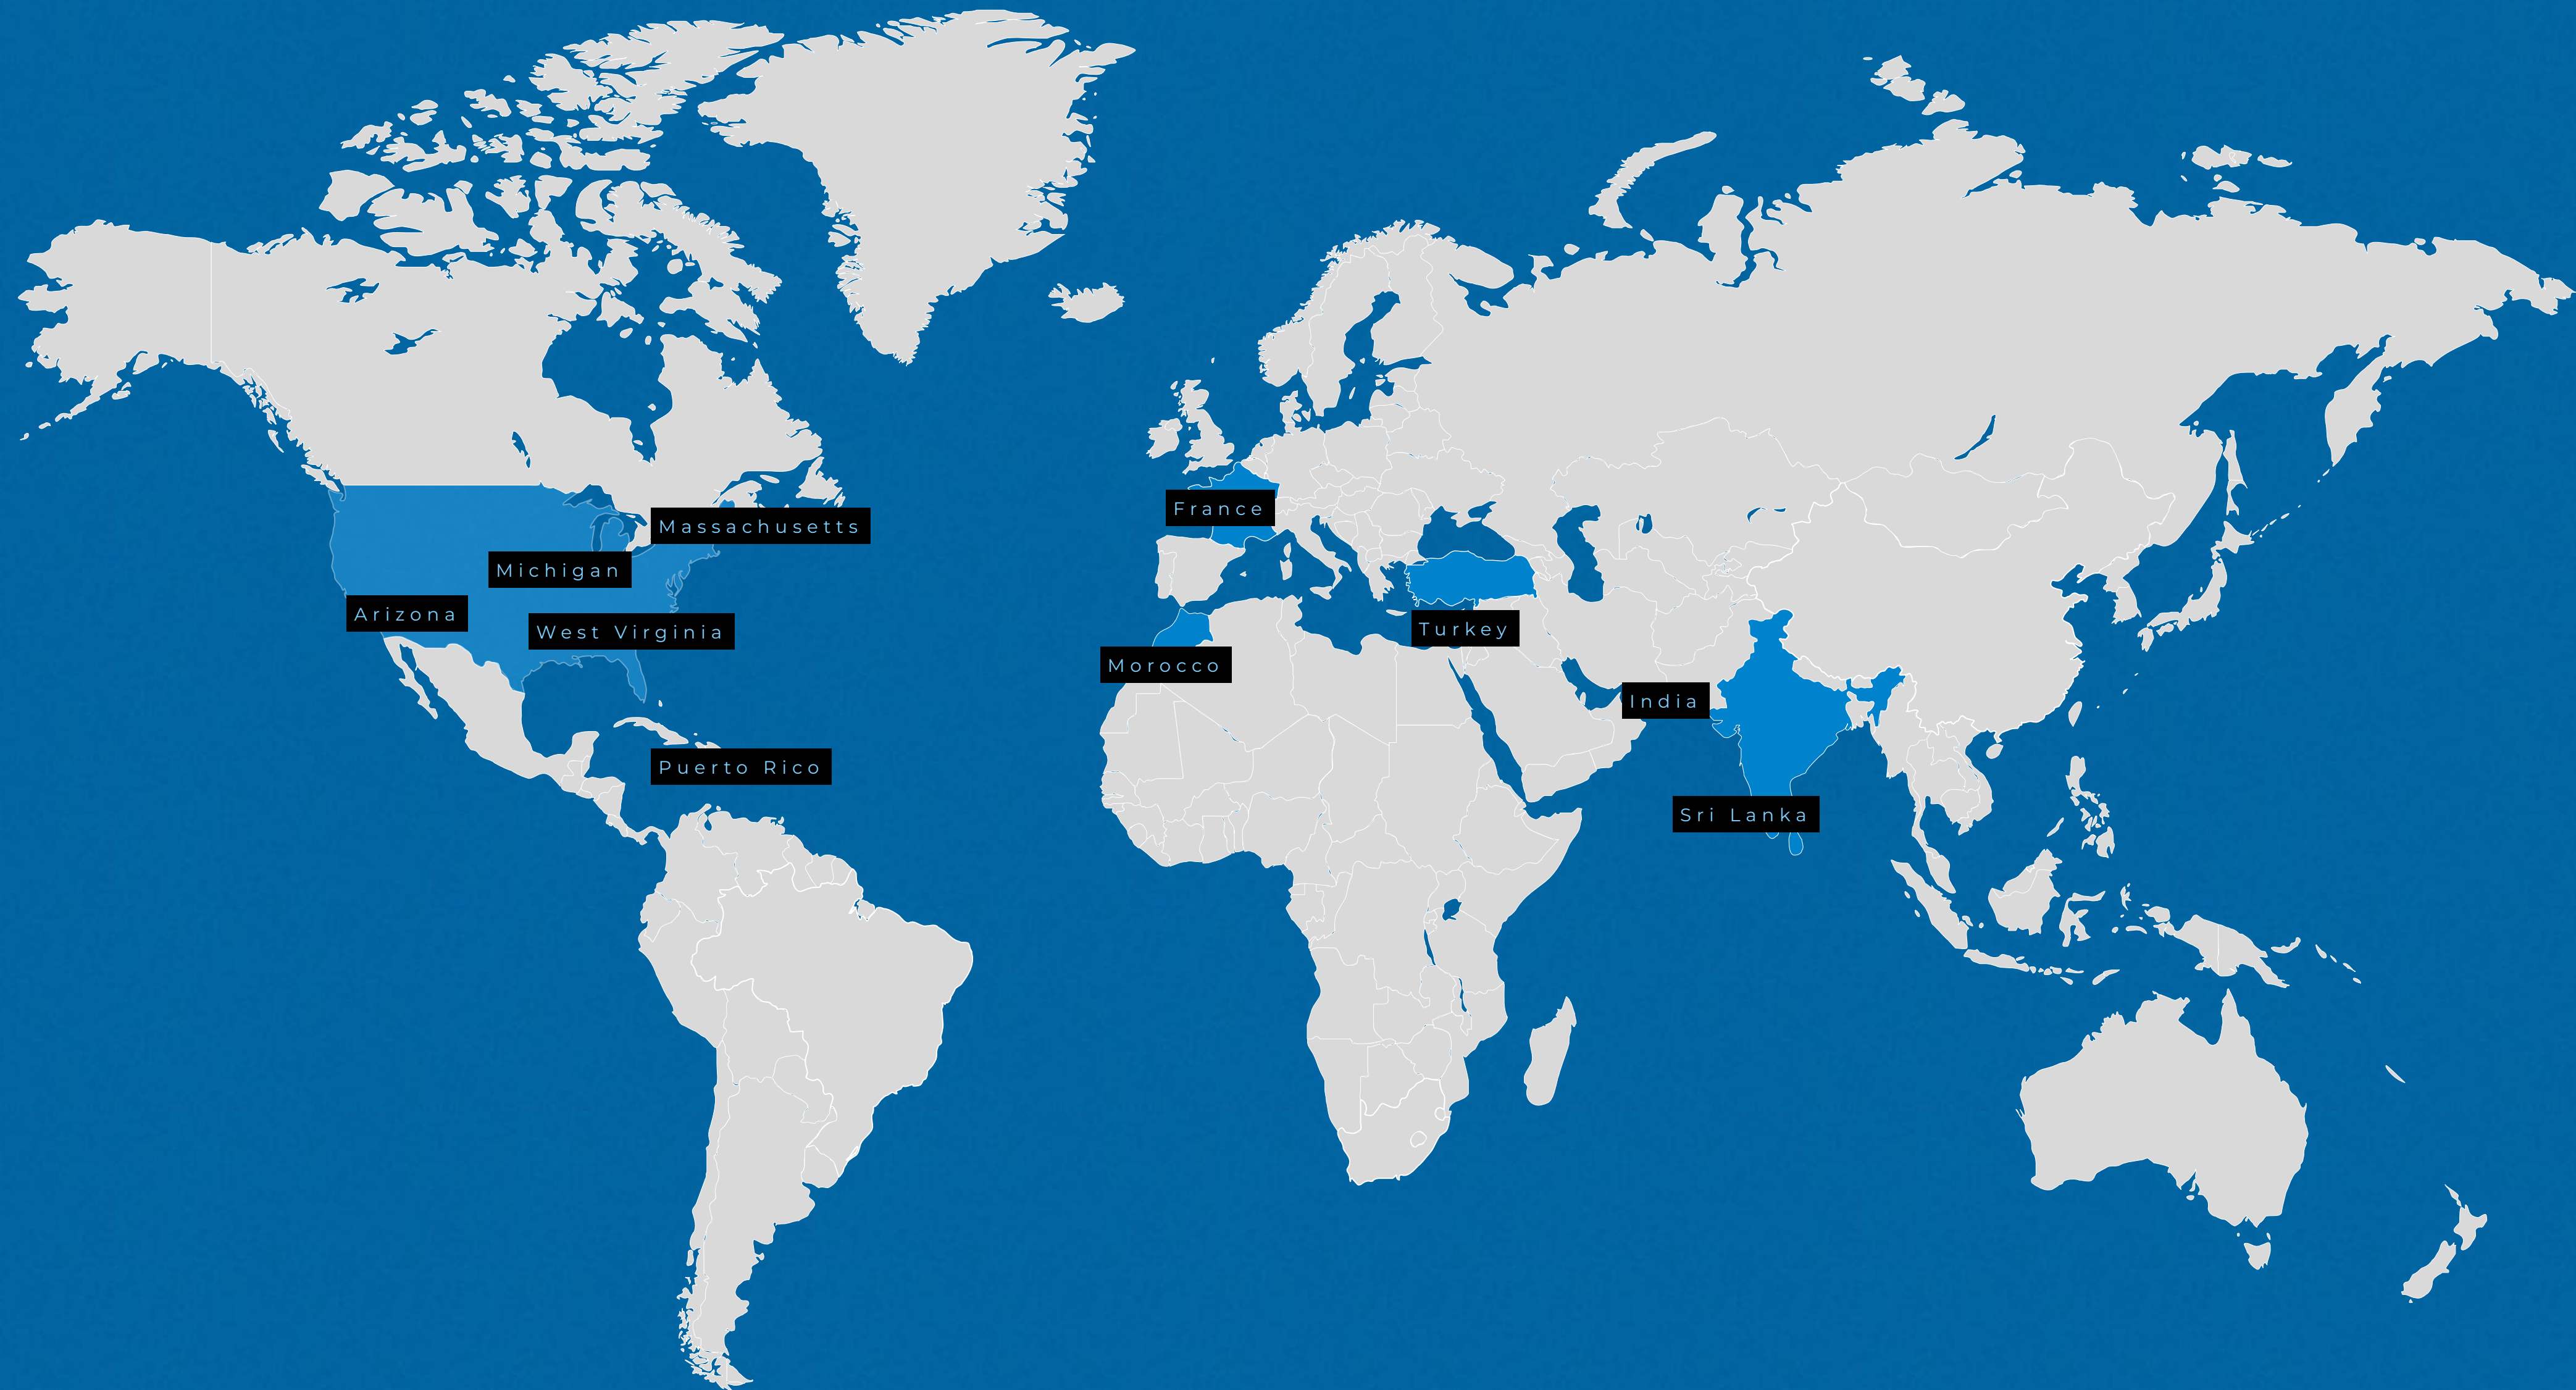 France
Massachusetts
Michigan
Arizona
Turkey
West Virginia
Morocco
India
Puerto Rico
Sri Lanka